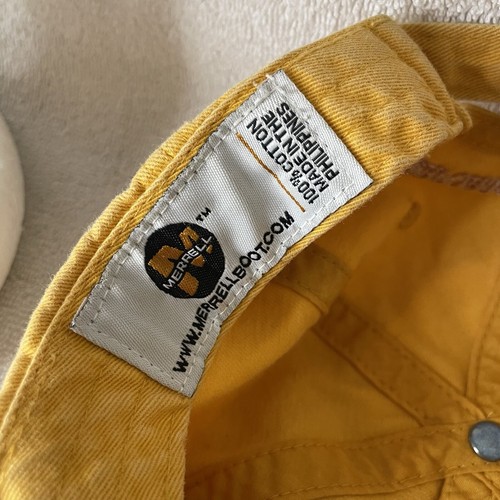 100% COTTON
MADE IN THE
PHILIPPINES
M
MERRELL
™
WWW.MERRELLBOOT.COM